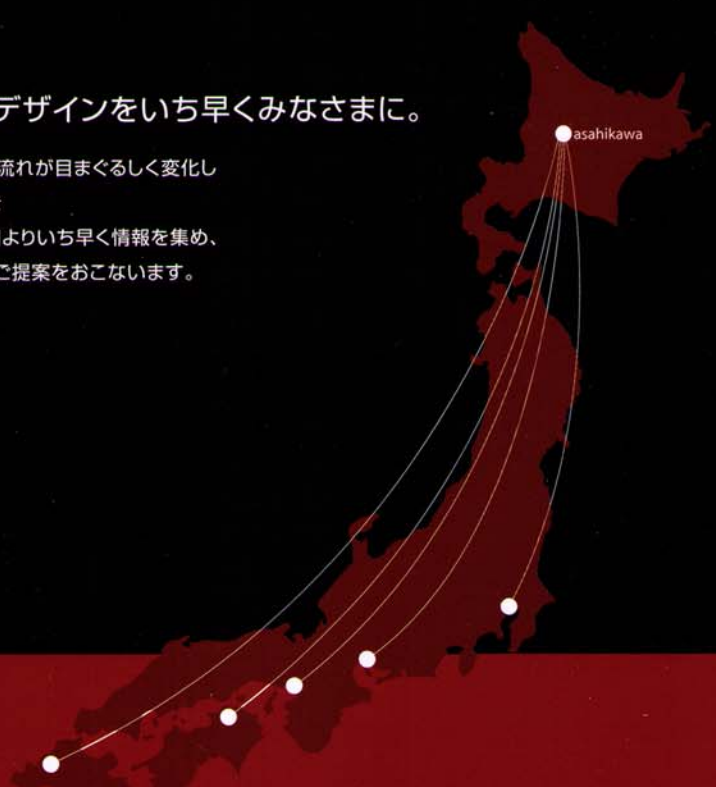 デザインをいち早くみなさまに。
流れが目まぐるしく変化し
よりいち早く情報を集め、
ご提案をおこないます。
asahikawa